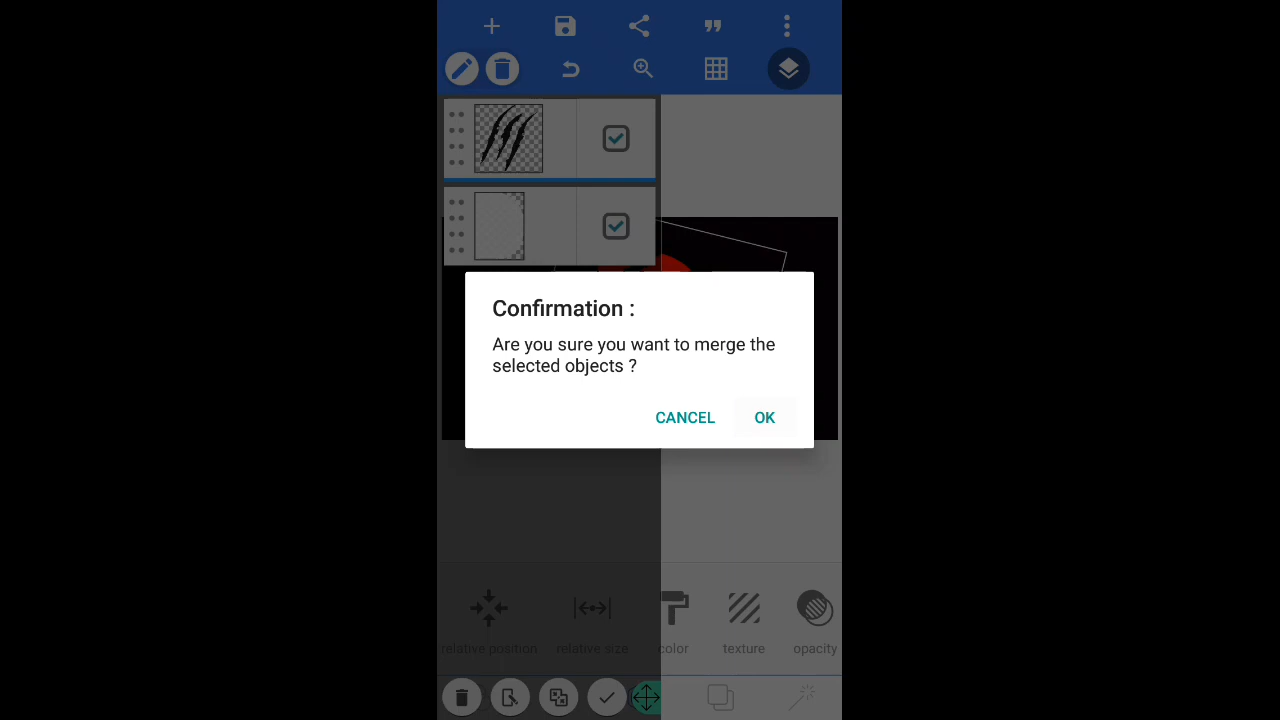 Confirmation :
Are you sure you want to merge the
selected objects ?
CANCEL OK
relative position relative size color texture opacity